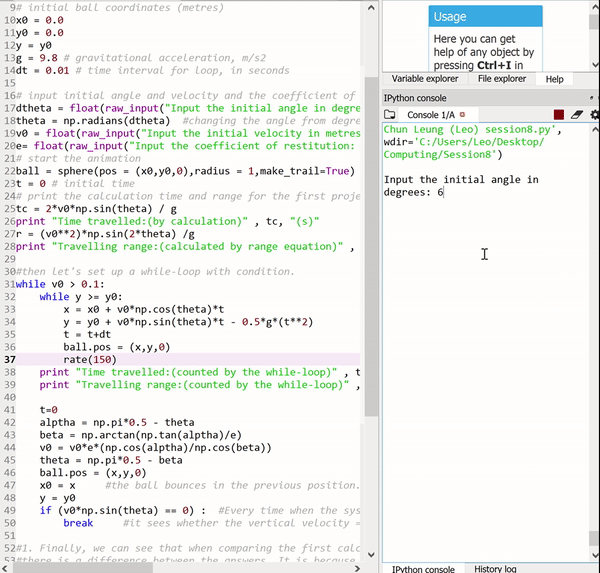 9# initial ball coordinates (metres)
10x0 = 0.0
11y0 = 0.0
12y = y0
13g = 9.8 # gravitational acceleration, m/s2
14dt = 0.01 # time interval for loop, in seconds
15
16# input initial angle and velocity and the coefficient of
17dtheta = float(raw_input("Input the initial angle in degre
18theta = np.radians(dtheta)  #changing the angle from degre
19v0 = float(raw_input("Input the initial velocity in metres
20e= float(raw_input("Input the coefficient of restitution:
21# start the animation
22ball = sphere(pos = (x0,y0,0),radius = 1,make_trail=True)
23t = 0 # initial time
24# print the calculation time and range for the first proje
25tc = 2*v0*np.sin(theta) / g
26print "Time travelled:(by calculation)" , tc, "(s)"
27r = (v0**2)*np.sin(2*theta) /g
28print "Travelling range:(calculated by range equation)" ,
29
30#then let's set up a while-loop with condition.
31while v0 > 0.1:
32    while y >= y0:
33        x = x0 + v0*np.cos(theta)*t
34        y = y0 + v0*np.sin(theta)*t - 0.5*g*(t**2)
35        t = t+dt
36        ball.pos = (x,y,0)
37        rate(150)
38    print "Time travelled:(counted by the while-loop)" , t
39    print "Travelling range:(counted by the while-loop)" ,
40
41    t=0
42    alptha = np.pi*0.5 - theta
43    beta = np.arctan(np.tan(alptha)/e)
44    v0 = v0*e*(np.cos(alptha)/np.cos(beta))
45    theta = np.pi*0.5 - beta
46    ball.pos = (x,y,0)
47    x0 = x     #the ball bounces in the previous position.
48    y = y0
49    if (v0*np.sin(theta) == 0) :  #Every time when the sys
50        break     #it sees whether the vertical velocity =
51
52#1. Finally, we can see that when comparing the first calc
53#there is a difference between the answers. It is because
Usage
Here you can get
help of any object by
pressing Ctrl+I in
Variable explorer
File explorer
Help
IPython console
Console 1/A
Chun Leung (Leo) session8.py',
wdir='C:/Users/Leo/Desktop/
Computing/Session8')
Input the initial angle in
degrees: 6
IPython console
History log